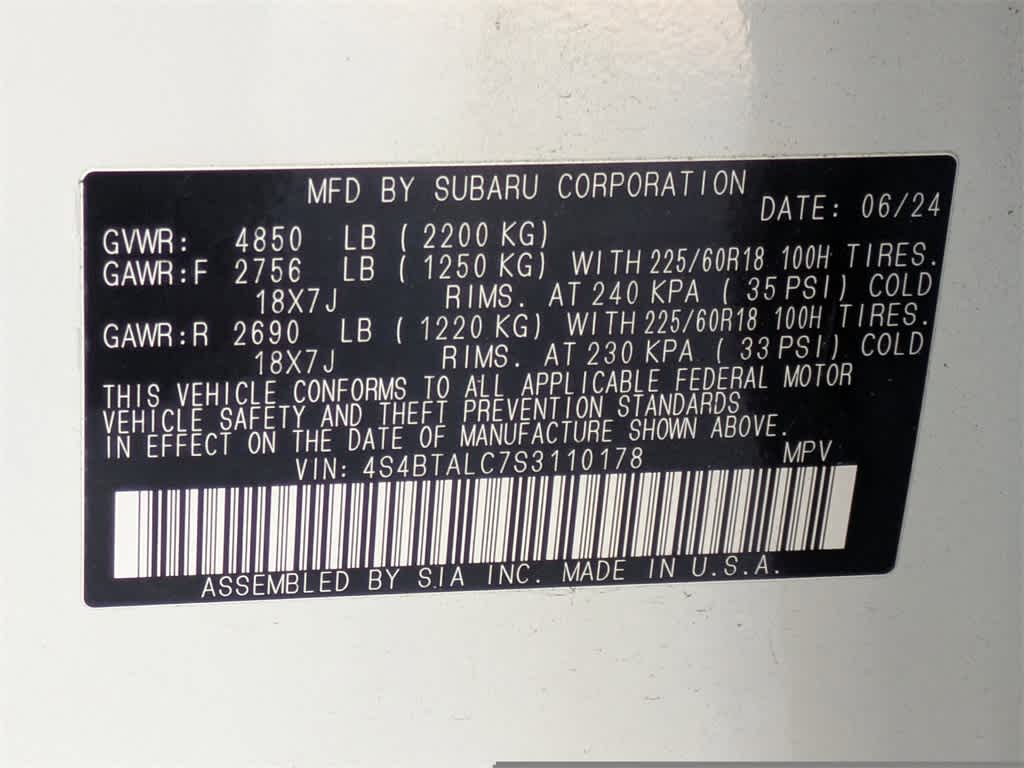 MFD BY SUBARU CORPORATION
DATE: 06/24
GVWR: 4850 LB (2200 KG)
GAWR:F 2756 LB (1250 KG) WITH 225/60R18 100H TIRES.
18X7J RIMS. AT 240 KPA (35 PSI) COLD
GAWR:R 2690 LB (1220 KG) WITH 225/60R18 100H TIRES.
18X7J RIMS. AT 230 KPA (33 PSI) COLD
THIS VEHICLE CONFORMS TO ALL APPLICABLE FEDERAL MOTOR
VEHICLE SAFETY AND THEFT PREVENTION STANDARDS
IN EFFECT ON THE DATE OF MANUFACTURE SHOWN ABOVE.
VIN: 4S4BTALC7S3110178 MPV
ASSEMBLED BY S.I.A INC. MADE IN U.S.A.